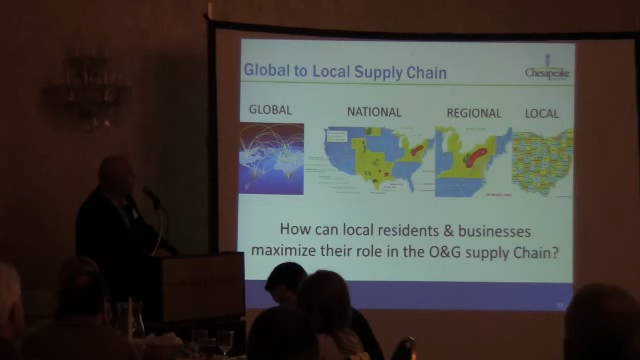 Global to Local Supply Chain
Chesapeake
GLOBAL NATIONAL REGIONAL LOCAL
How can local residents & businesses
maximize their role in the O&G supply Chain?